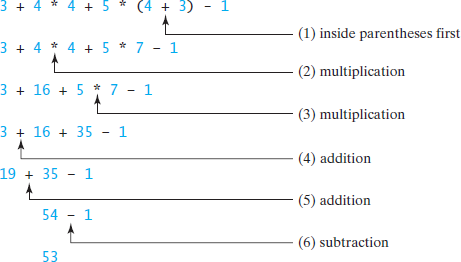 3 + 4 * 4 + 5 * (4 + 3) - 1
(1) inside parentheses first
3 + 4 * 4 + 5 * 7 - 1
(2) multiplication
3 + 16 + 5 * 7 - 1
(3) multiplication
3 + 16 + 35 - 1
(4) addition
19 + 35 - 1
(5) addition
54 - 1
(6) subtraction
53